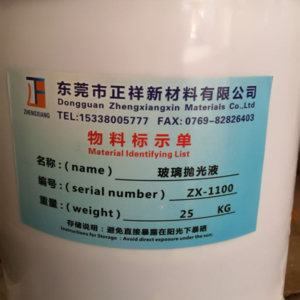 ZHENGXIANG
东莞市正祥新材料有限公司
Dongguan Zhengxiangxin Materials Co.,Ltd
TEL:15338005777 FAX:0769-82826403
物料标示单
Material Identifying List
名称:(name) 玻璃抛光液
编号:(serial number) ZX-1100
重量:(weight) 25 KG
存储说明:避免直接暴露在阳光下暴晒
Instructions for Storage : Avoid direct exposure under the sun